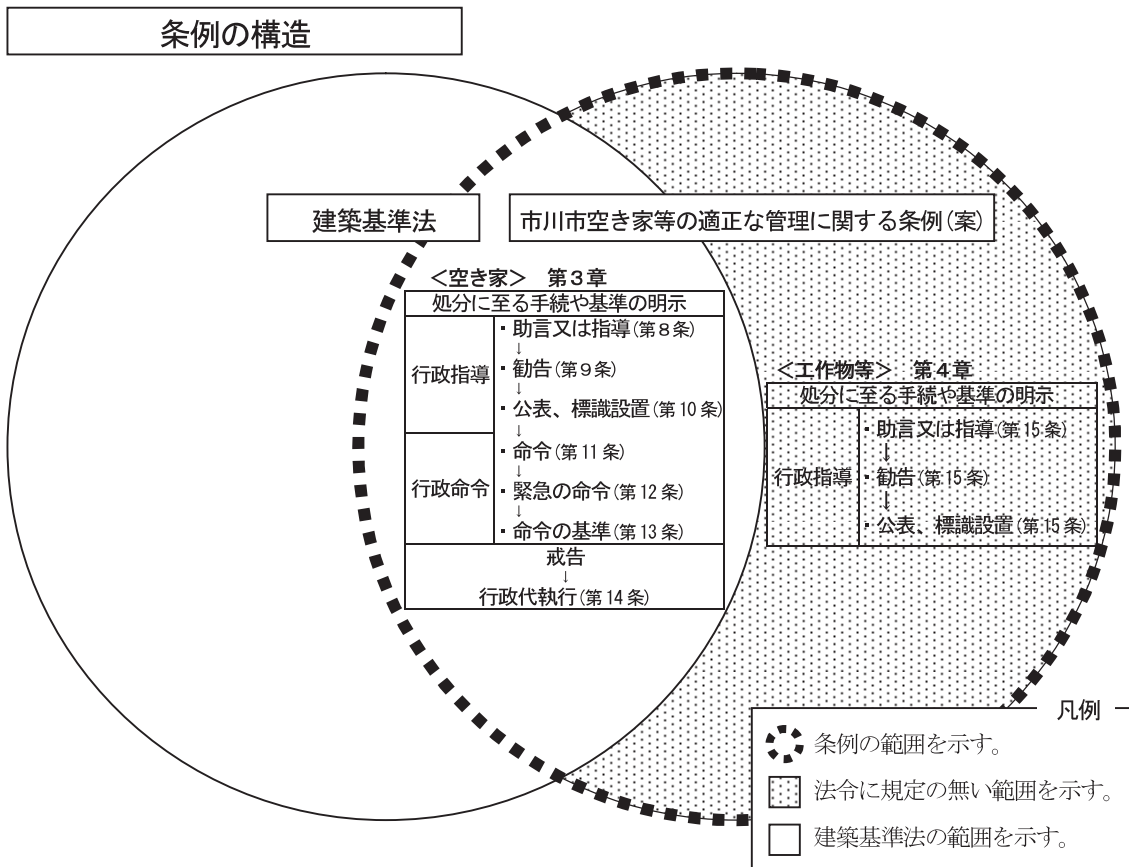 条例の構造
建築基準法
市川市空き家等の適正な管理に関する条例(案)
＜空き家＞　第３章
処分に至る手続や基準の明示
行政指導
・助言又は指導(第８条)
↓
・勧告(第９条)
↓
・公表、標識設置(第10条)
↓
行政命令
・命令(第11条)
↓
・緊急の命令(第12条)
↓
・命令の基準(第13条)
戒告
↓
行政代執行(第14条)
＜工作物等＞　第４章
処分に至る手続や基準の明示
行政指導
・助言又は指導(第15条)
↓
・勧告(第15条)
↓
・公表、標識設置(第15条)
凡例
条例の範囲を示す。
法令に規定の無い範囲を示す。
建築基準法の範囲を示す。